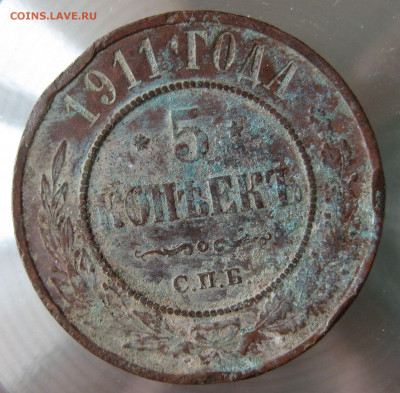 COINS.LAVE.RU
1911 ГОДА
5
КОПѢЕКЪ
С.П.Б.